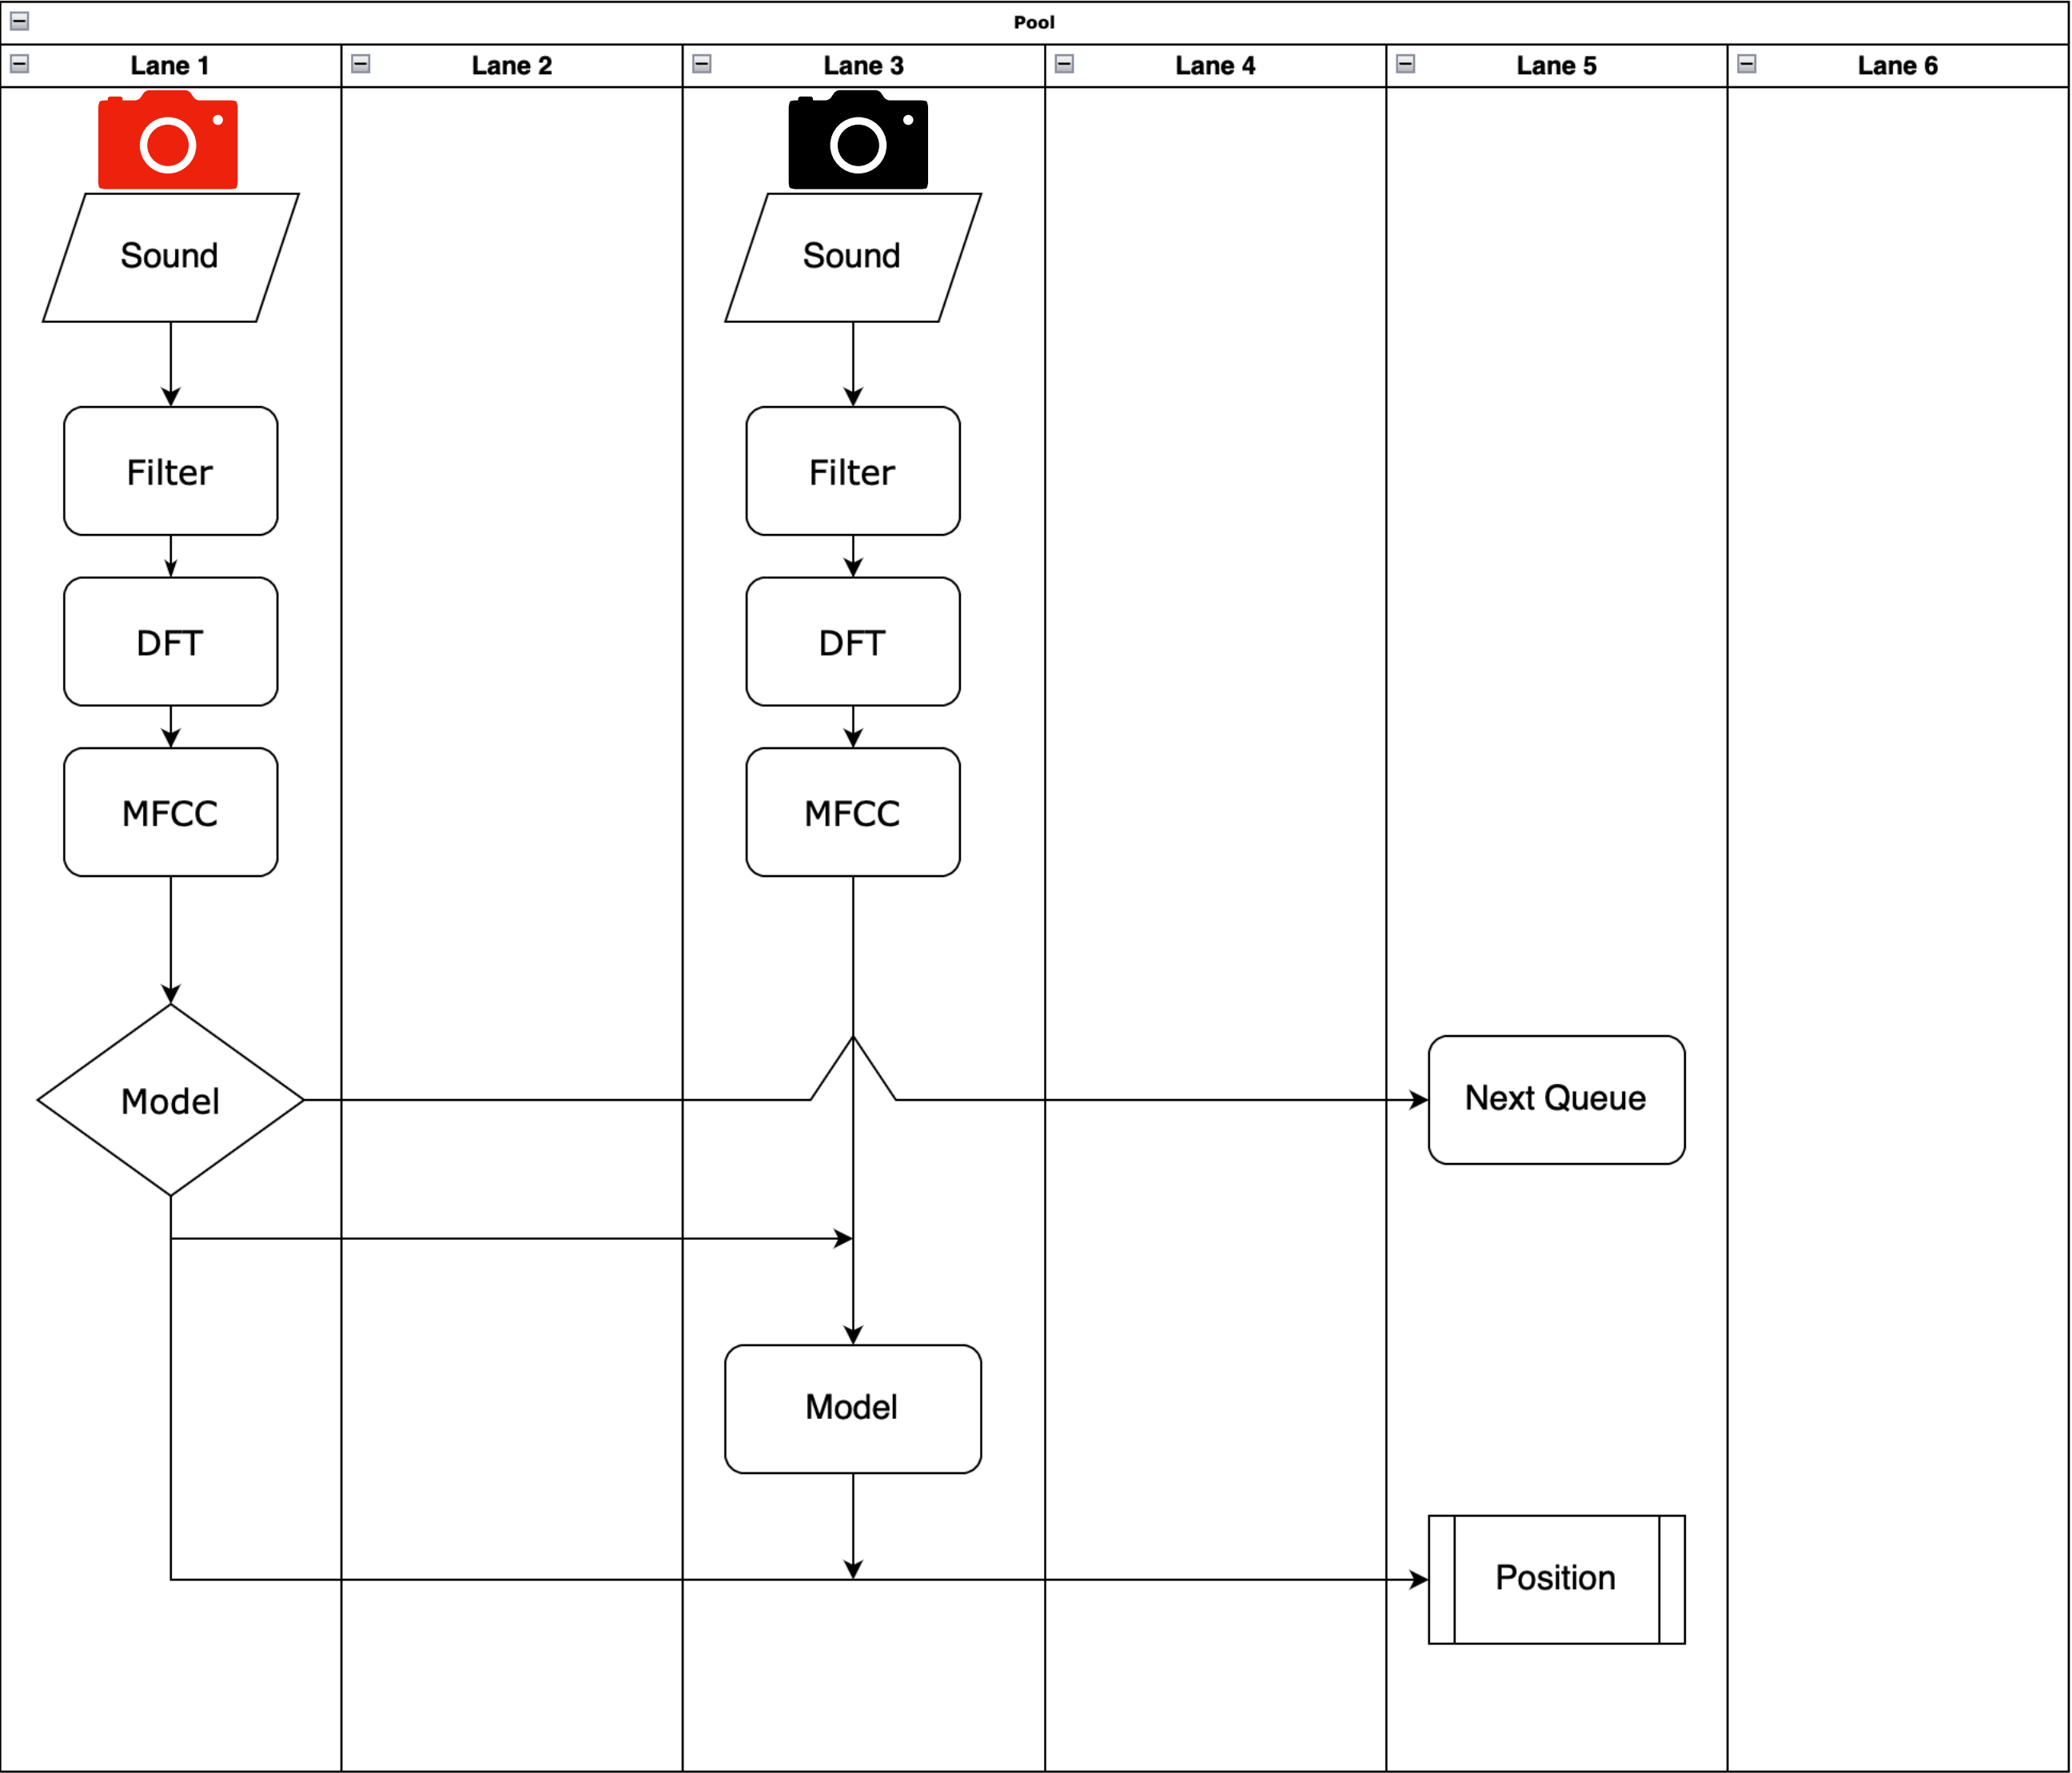 Pool
Lane 1
Lane 2
Lane 3
Lane 4
Lane 5
Lane 6
Sound
Sound
Filter
Filter
DFT
DFT
MFCC
MFCC
Model
Next Queue
Model
Position